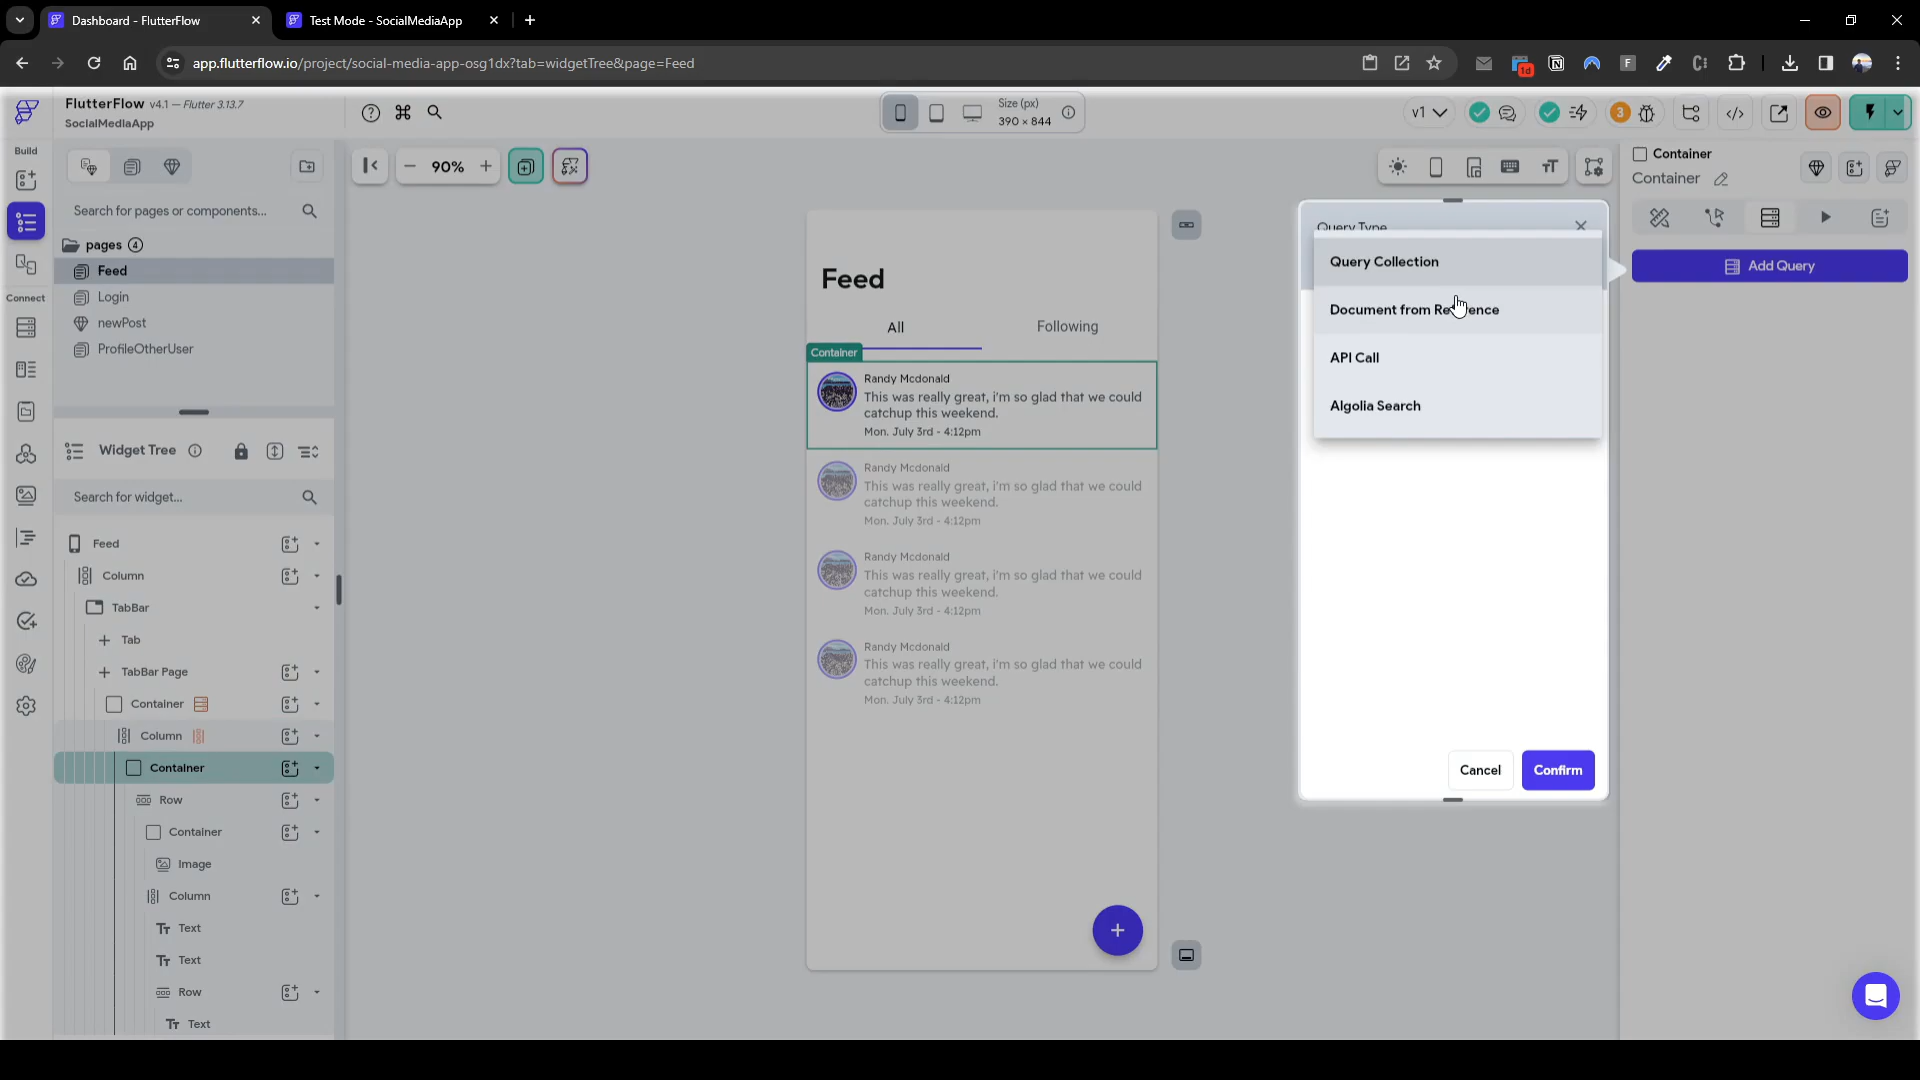 Dashboard - FlutterFlow
Test Mode - SocialMediaApp
app.flutterflow.io/project/social-media-app-osg1dx?tab=widgetTree&page=Feed
1d
FlutterFlow v4.1 — Flutter 3.13.7
SocialMediaApp
Size (px)
390 × 844
v1
3
Build
90%
Container
Container
Search for pages or components...
pages 4
Feed
Login
newPost
ProfileOtherUser
Connect
Widget Tree
Search for widget...
Feed
Column
TabBar
Tab
TabBar Page
Container
Column
Container
Row
Container
Image
Column
Text
Text
Row
Text
Feed
All
Following
Container
Randy Mcdonald
This was really great, i'm so glad that we could
catchup this weekend.
Mon. July 3rd - 4:12pm
Randy Mcdonald
This was really great, i'm so glad that we could
catchup this weekend.
Mon. July 3rd - 4:12pm
Randy Mcdonald
This was really great, i'm so glad that we could
catchup this weekend.
Mon. July 3rd - 4:12pm
Randy Mcdonald
This was really great, i'm so glad that we could
catchup this weekend.
Mon. July 3rd - 4:12pm
Query Type
Query Collection
Document from
API Call
Algolia Search
Cancel
Confirm
Add Query